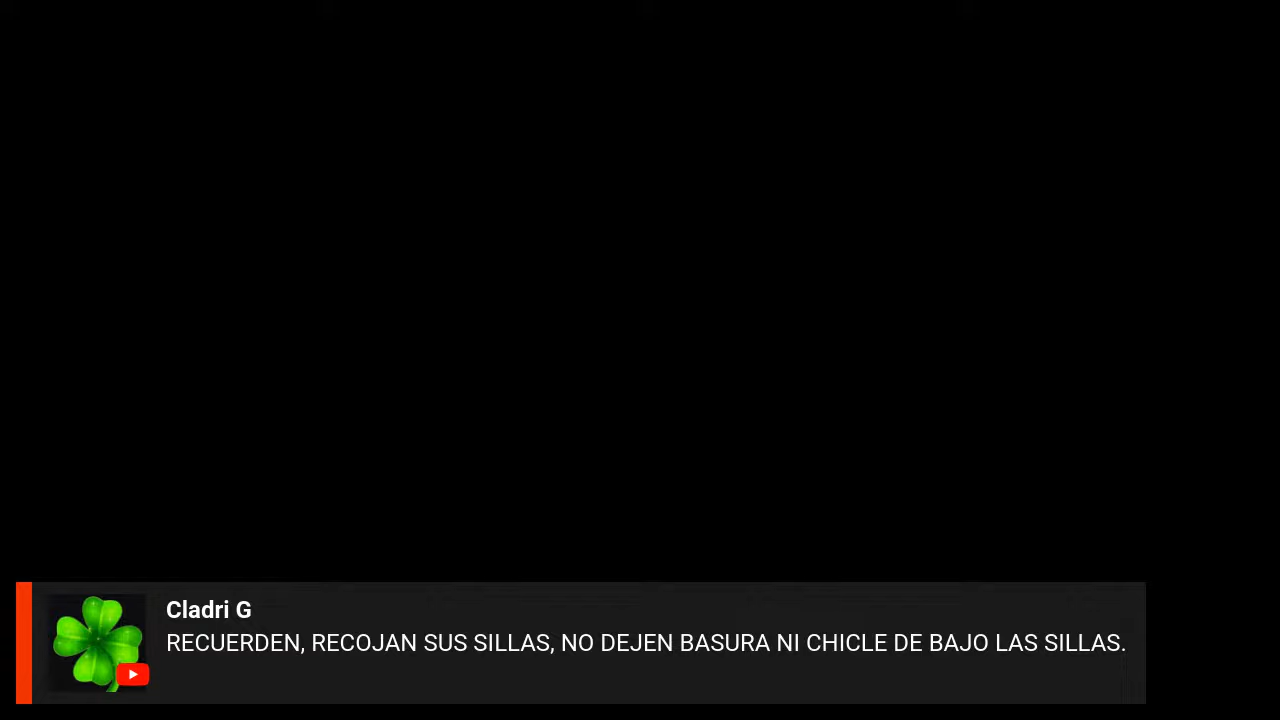 Cladri G
RECUERDEN, RECOJAN SUS SILLAS, NO DEJEN BASURA NI CHICLE DE BAJO LAS SILLAS.